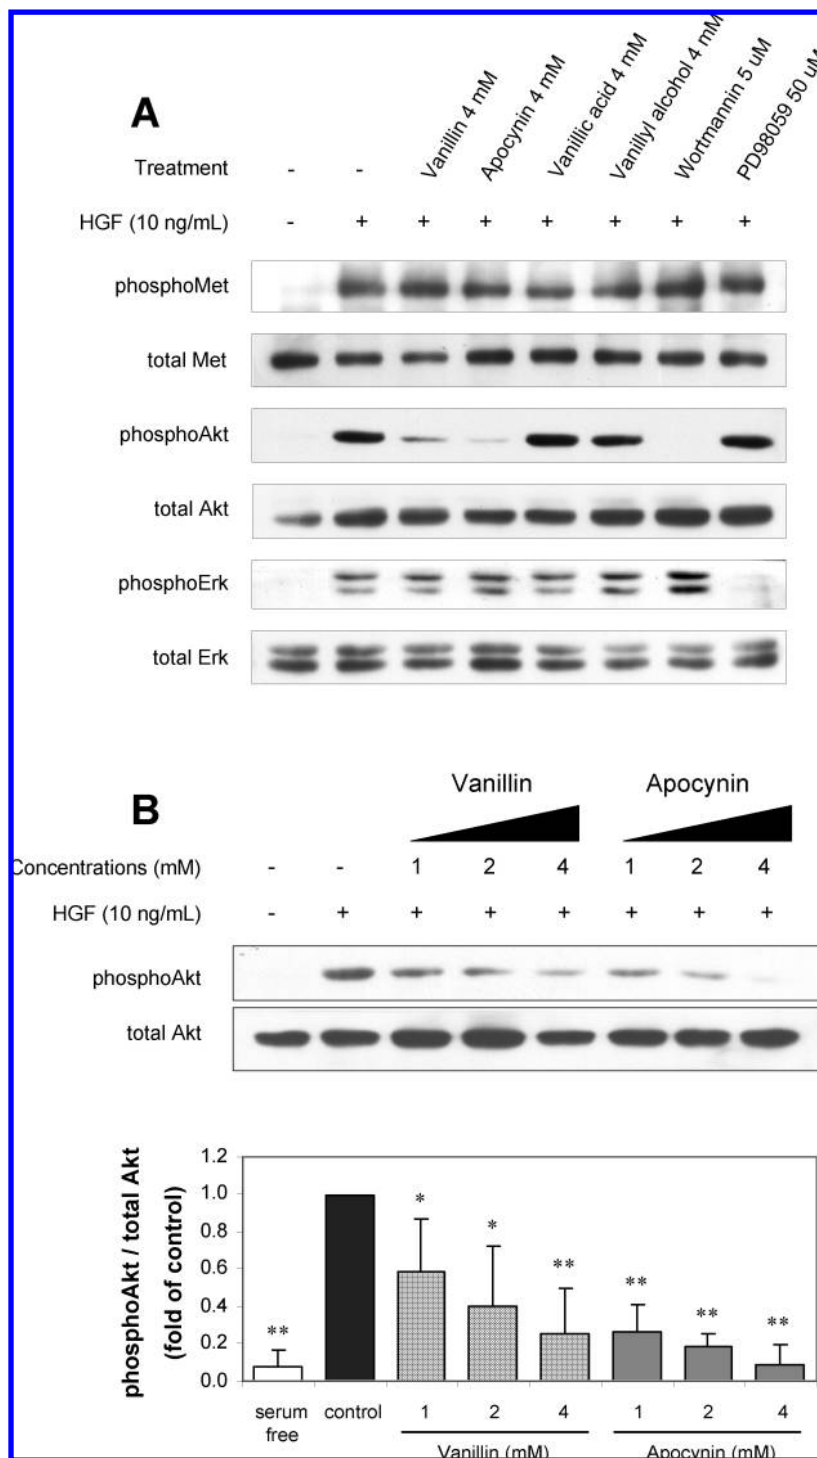 A
Vanillin 4 mM
Apocynin 4 mM
Vanillic acid 4 mM
Vanillyl alcohol 4 mM
Wortmannin 5 uM
PD98059 50 uM
Treatment - -
HGF (10 ng/mL) - + + + + + + +
phosphoMet
total Met
phosphoAkt
total Akt
phosphoErk
total Erk
B
Vanillin Apocynin
Concentrations (mM) - - 1 2 4 1 2 4
HGF (10 ng/mL) - + + + + + + +
phosphoAkt
total Akt
phosphoAkt / total Akt
(fold of control)
1.2
1.0
0.8
0.6
0.4
0.2
0.0
** * * ** ** ** **
serum free control 1 2 4 1 2 4
Vanillin (mM) Apocynin (mM)